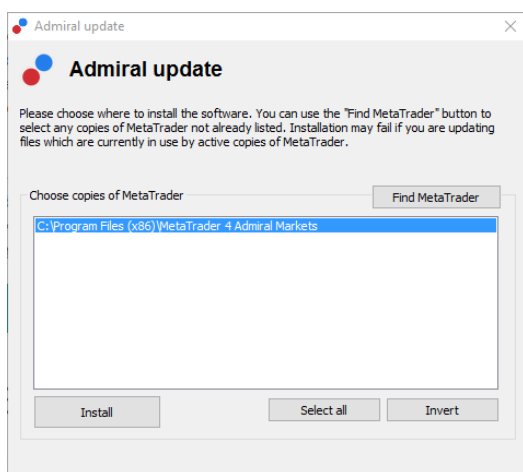 Admiral update
Admiral update
Please choose where to install the software. You can use the "Find MetaTrader" button to
select any copies of MetaTrader not already listed. Installation may fail if you are updating
files which are currently in use by active copies of MetaTrader.
Choose copies of MetaTrader
Find MetaTrader
C:\Program Files (x86)\MetaTrader 4 Admiral Markets
Install
Select all
Invert